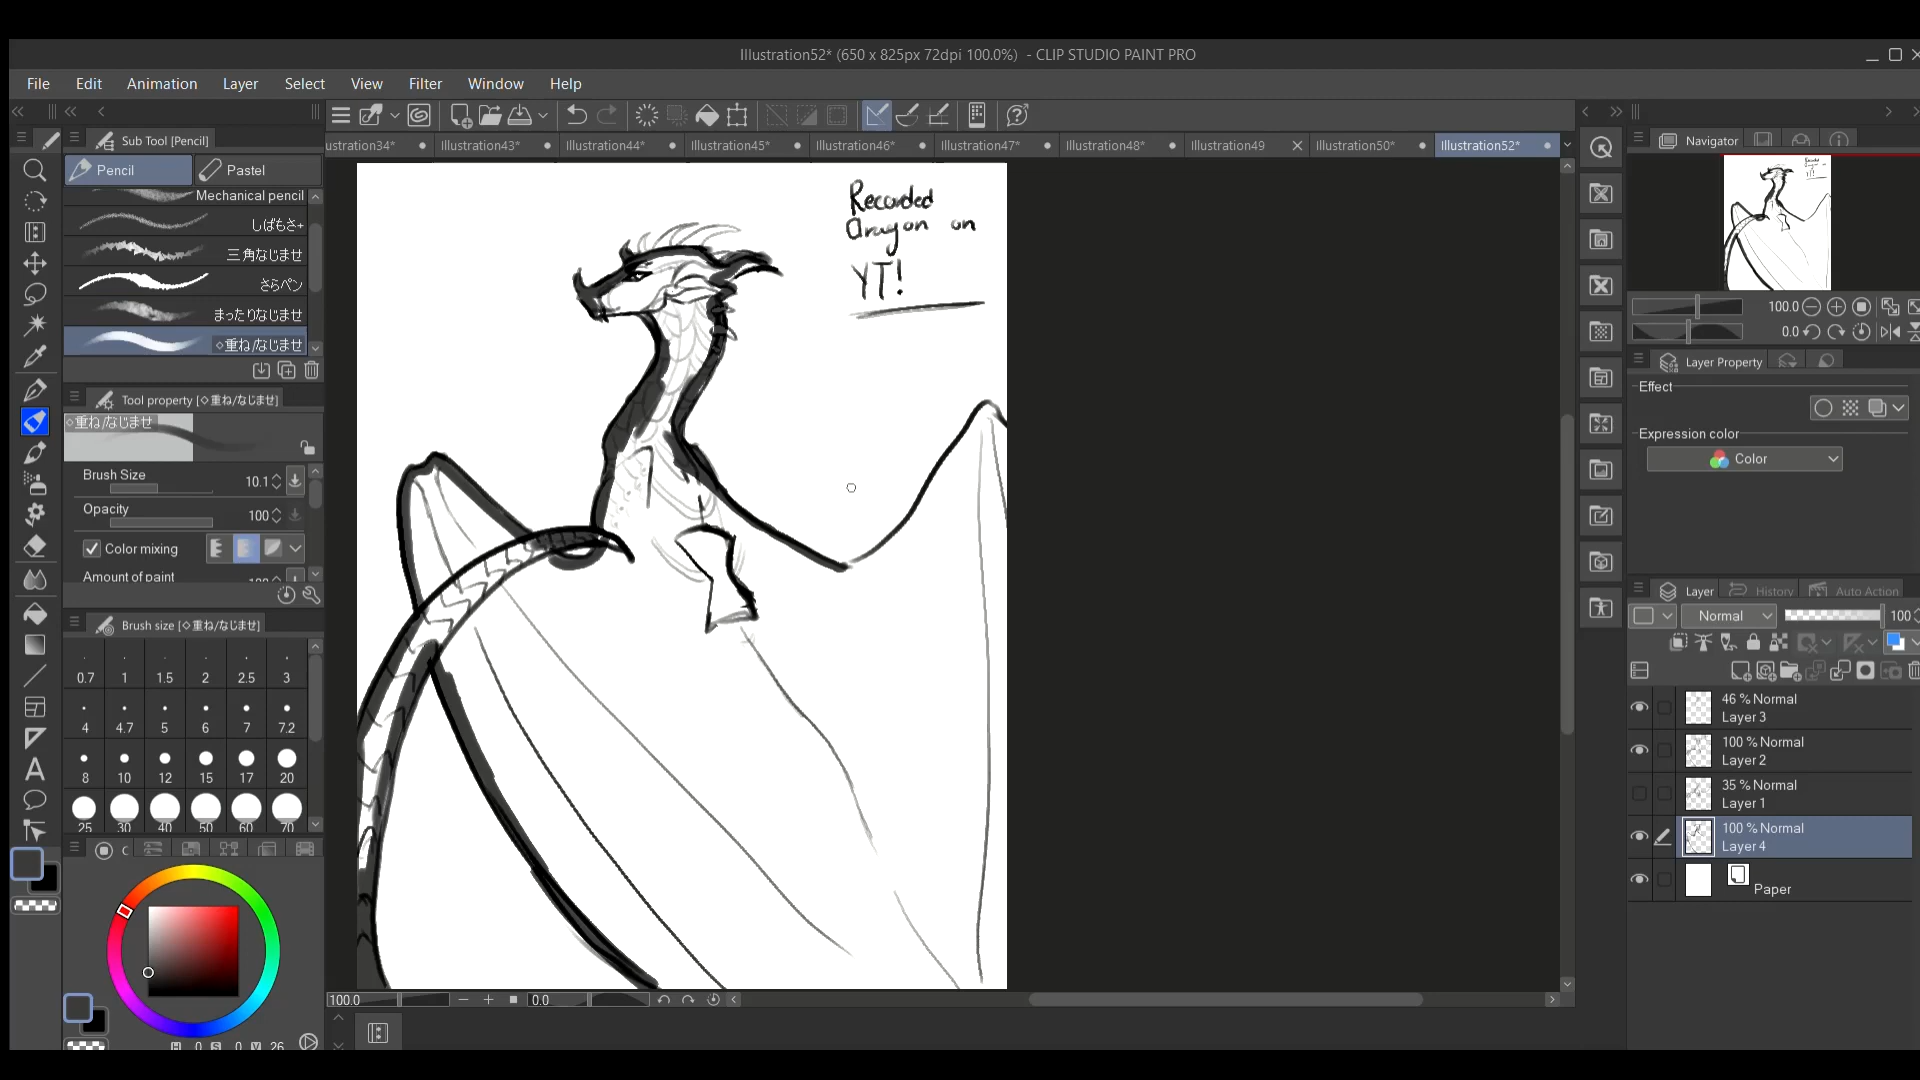 Illustration52* (650 x 825px 72dpi 100.0%) - CLIP STUDIO PAINT PRO
File Edit Animation Layer Select View Filter Window Help
Sub Tool [Pencil]
ustration34* Illustration43* Illustration44* Illustration45* Illustration46* Illustration47* Illustration48* Illustration49 Illustration50* Illustration52*
Navigator
Pencil Pastel
Mechanical pencil
しぱもさ+
三角なじませ
さらペン
まったりなじませ
◇重ね/なじませ
Tool property [◇重ね/なじませ]
◇重ね/なじませ
Brush Size 10.1
Opacity 100
Color mixing
Amount of paint 100
Brush size [◇重ね/なじませ]
0.7 1 1.5 2 2.5 3
4 4.7 5 6 7 7.2
8 10 12 15 17 20
25 30 40 50 60 70
H 0 S 0 V 26
Recorded
Dragon on
YT!
100.0 0.0
100.0
0.0
Layer Property
Effect
Expression color
Color
Layer History Auto Action
Normal 100
46 % Normal
Layer 3
100 % Normal
Layer 2
35 % Normal
Layer 1
100 % Normal
Layer 4
Paper